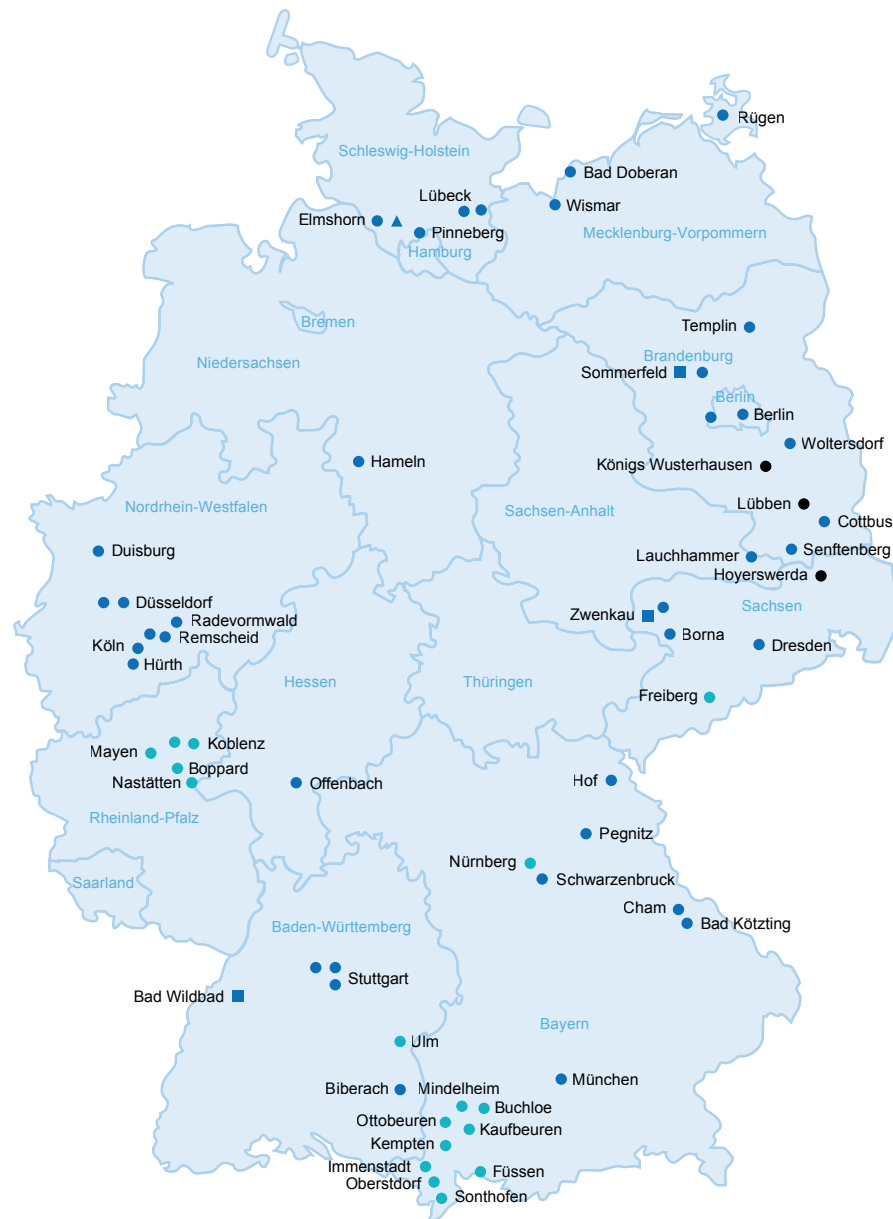 Rügen
Schleswig-Holstein
Bad Doberan
Lübeck
Wismar
Elmshorn
Pinneberg
Mecklenburg-Vorpommern
Hamburg
Bremen
Templin
Brandenburg
Niedersachsen
Sommerfeld
Berlin
Berlin
Woltersdorf
Hameln
Königs Wusterhausen
Nordrhein-Westfalen
Lübben
Sachsen-Anhalt
Cottbus
Duisburg
Senftenberg
Lauchhammer
Hoyerswerda
Düsseldorf
Sachsen
Zwenkau
Radevormwald
Borna
Remscheid
Köln
Dresden
Hürth
Hessen
Thüringen
Freiberg
Koblenz
Mayen
Boppard
Nastätten
Offenbach
Hof
Rheinland-Pfalz
Pegnitz
Nürnberg
Schwarzenbruck
Saarland
Cham
Bad Kötzting
Baden-Württemberg
Stuttgart
Bad Wildbad
Bayern
Ulm
München
Biberach
Mindelheim
Buchloe
Ottobeuren
Kaufbeuren
Kempten
Immenstadt
Füssen
Oberstdorf
Sonthofen